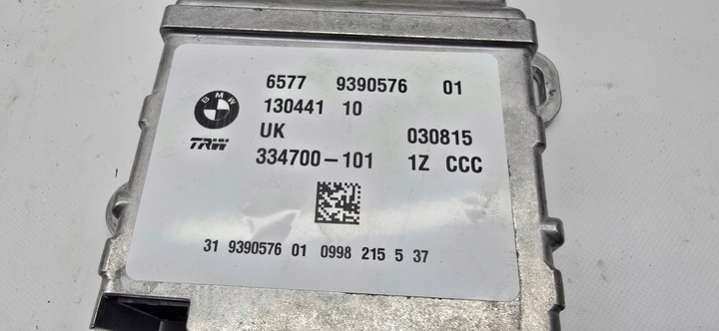 6577 9390576 01
BMW
130441 10
UK 030815
TRW
334700-101 1Z CCC
31 9390576 01 0998 215 5 37